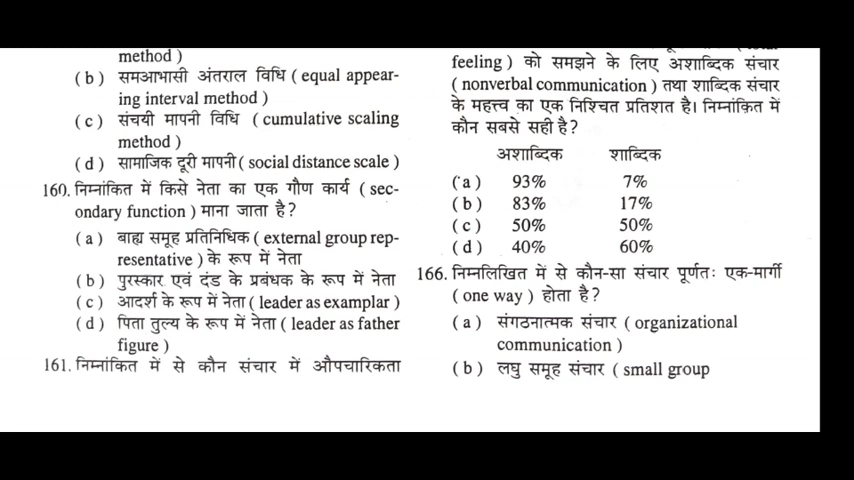 method )
( b ) समआभासी अंतराल विधि ( equal appear-
ing interval method )
( c ) संचयी मापनी विधि ( cumulative scaling
method )
( d ) सामाजिक दूरी मापनी ( social distance scale )
160. निम्नांकित में किसे नेता का एक गौण कार्य ( sec-
ondary function ) माना जाता है?
( a ) बाह्य समूह प्रतिनिधिक ( external group rep-
resentative ) के रूप में नेता
( b ) पुरस्कार एवं दंड के प्रबंधक के रूप में नेता
( c ) आदर्श के रूप में नेता ( leader as examplar )
( d ) पिता तुल्य के रूप में नेता ( leader as father
figure )
161. निम्नांकित में से कौन संचार में औपचारिकता
feeling ) को समझने के लिए अशाब्दिक संचार
( nonverbal communication ) तथा शाब्दिक संचार
के महत्त्व का एक निश्चित प्रतिशत है। निम्नांकित में
कौन सबसे सही है?
अशाब्दिक शाब्दिक
( a ) 93% 7%
( b ) 83% 17%
( c ) 50% 50%
( d ) 40% 60%
166. निम्नलिखित में से कौन-सा संचार पूर्णतः एक-मार्गी
( one way ) होता है?
( a ) संगठनात्मक संचार ( organizational
communication )
( b ) लघु समूह संचार ( small group